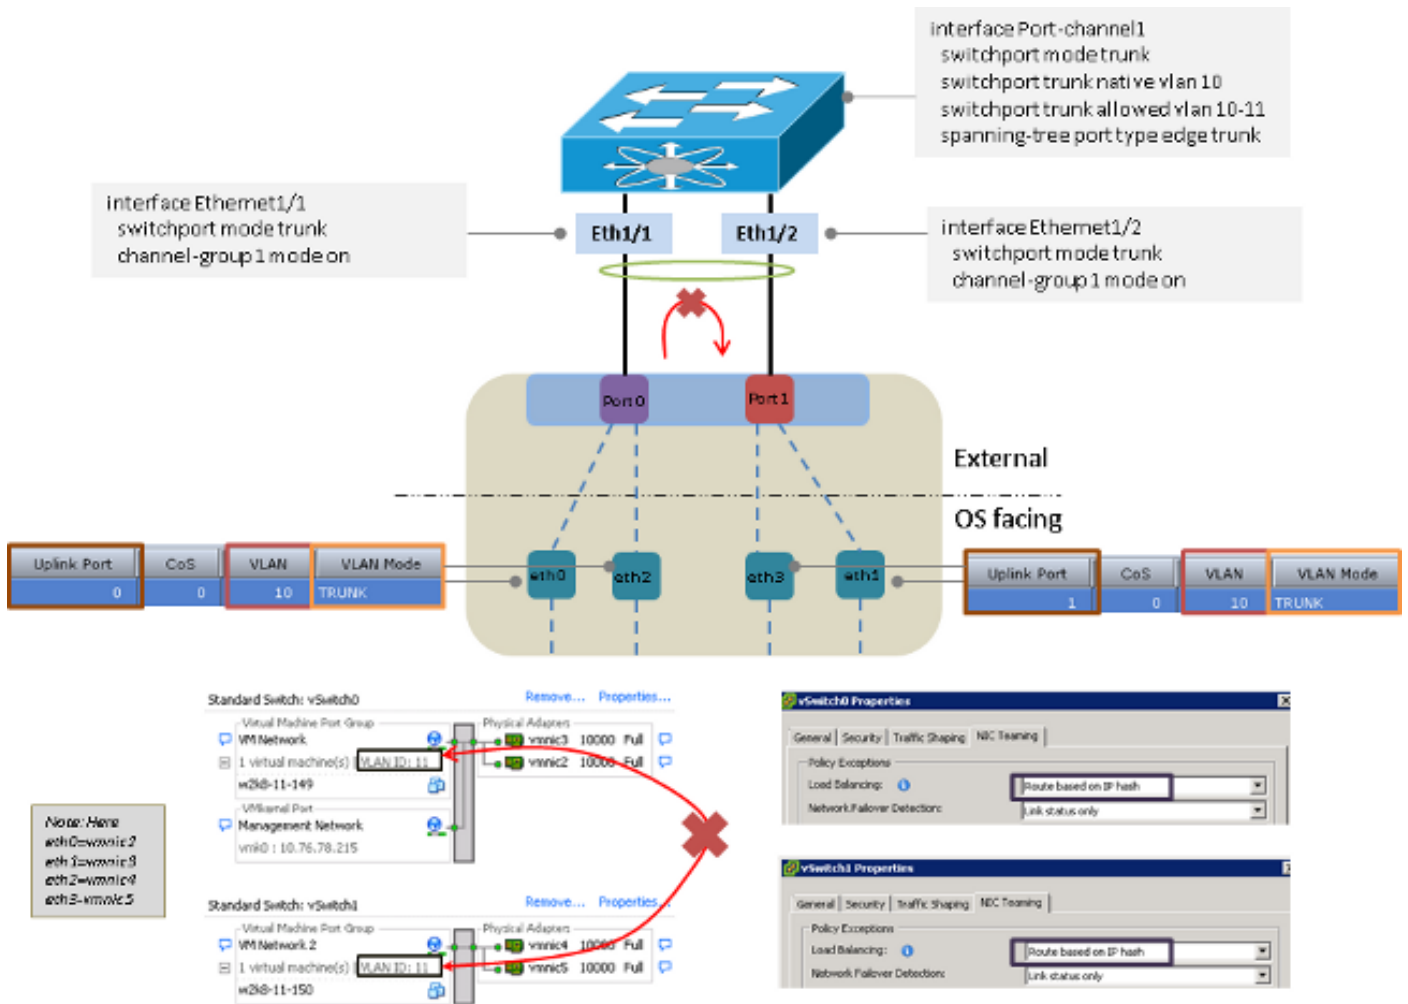 interface Port-channel1
switchport mode trunk
switchport trunk native vlan 10
switchport trunk allowed vlan 10-11
spanning-tree port type edge trunk
interface Ethernet1/1
switchport mode trunk
channel-group 1 mode on
Eth1/1
Eth1/2
interface Ethernet1/2
switchport mode trunk
channel-group 1 mode on
Port 0
Port 1
External
OS facing
Uplink Port CoS VLAN VLAN Mode
0 0 10 TRUNK
eth0
eth2
eth3
eth1
Uplink Port CoS VLAN VLAN Mode
1 0 10 TRUNK
Standard Switch: vSwitch0 Remove... Properties...
Virtual Machine Port Group Physical Adapters
VM Network vmnic3 10000 Full
1 virtual machine(s) | VLAN ID: 11 vmnic2 10000 Full
w2k8-11-149
VMkernel Port
Management Network
vmk0 : 10.76.78.215
Note: Here
eth0=vmnic2
eth1=vmnic3
eth2=vmnic4
eth3=vmnic5
Standard Switch: vSwitch1 Remove... Properties...
Virtual Machine Port Group Physical Adapters
VM Network 2 vmnic4 10000 Full
1 virtual machine(s) | VLAN ID: 11 vmnic5 10000 Full
w2k8-11-150
vSwitch0 Properties
General Security Traffic Shaping NIC Teaming
Policy Exceptions
Load Balancing: Route based on IP hash
Network Failover Detection: Link status only
vSwitch1 Properties
General Security Traffic Shaping NIC Teaming
Policy Exceptions
Load Balancing: Route based on IP hash
Network Failover Detection: Link status only